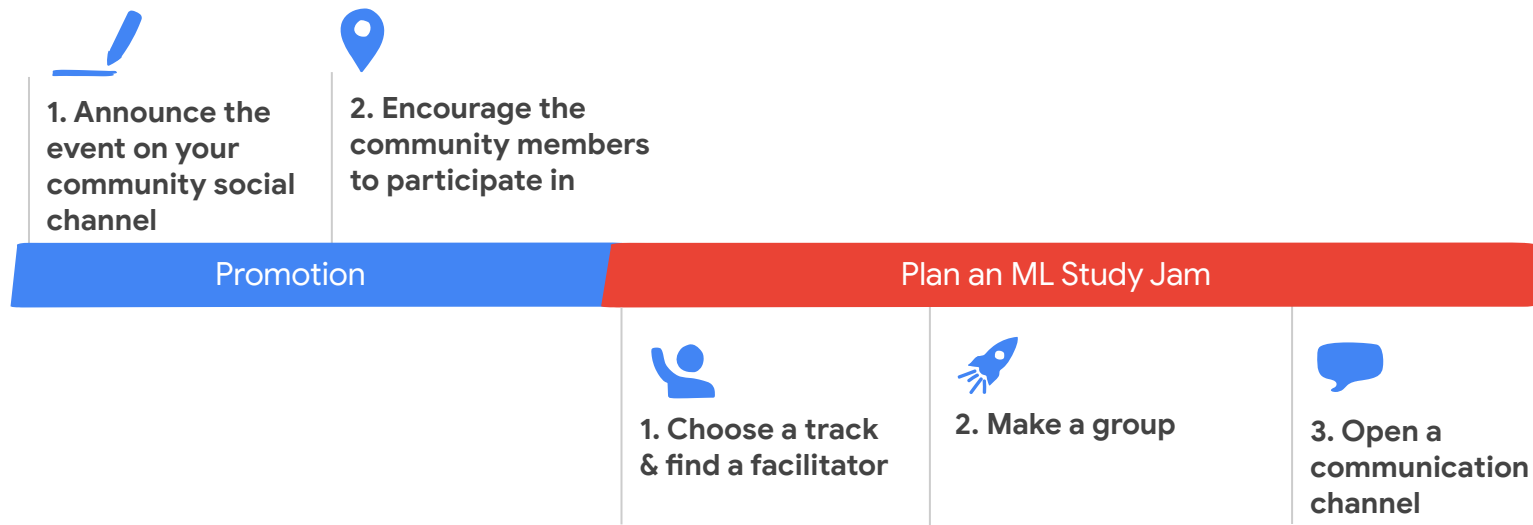 1. Announce the
event on your
community social
channel
2. Encourage the
community members
to participate in
Promotion
Plan an ML Study Jam
1. Choose a track
& find a facilitator
2. Make a group
3. Open a
communication
channel